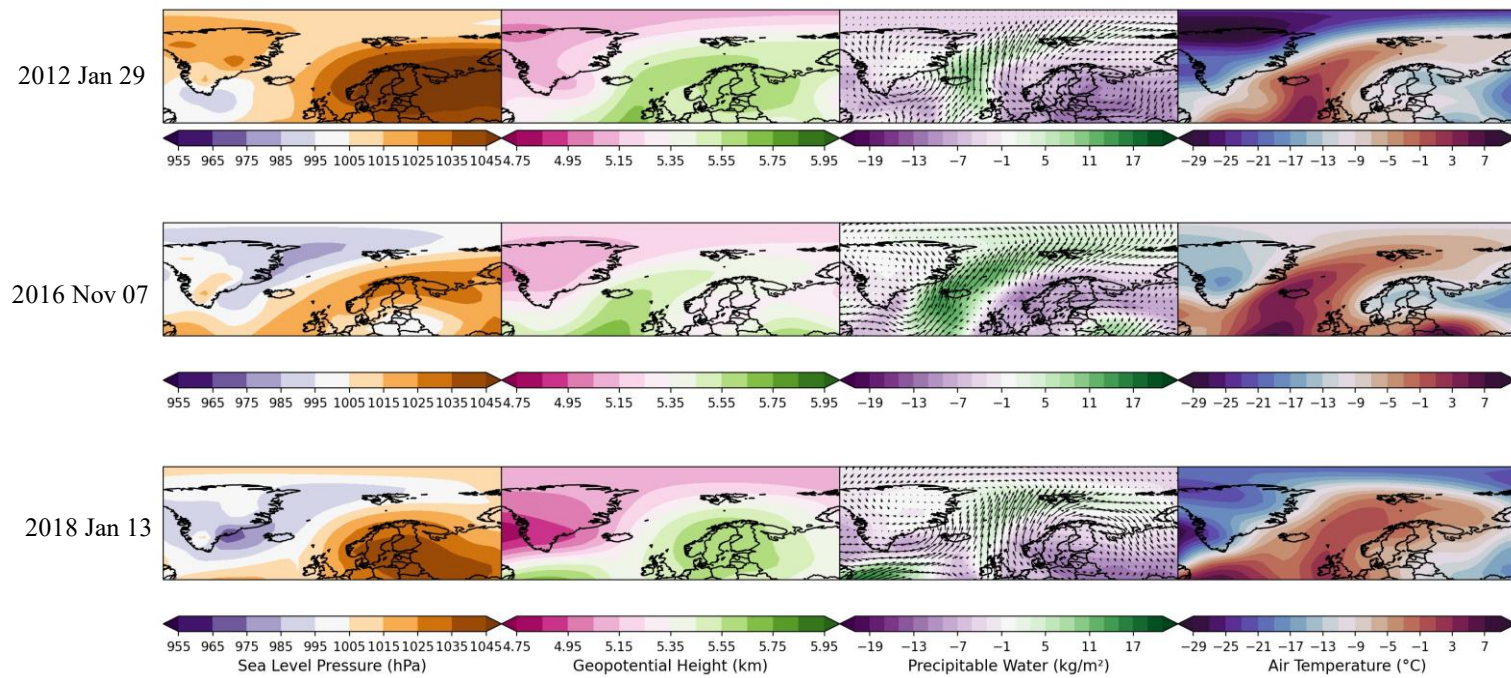 2012 Jan 29
955 965 975 985 995 1005 1015 1025 1035 1045
4.75 4.95 5.15 5.35 5.55 5.75 5.95
−19 −13 −7 −1 5 11 17
−29 −25 −21 −17 −13 −9 −5 −1 3 7
2016 Nov 07
955 965 975 985 995 1005 1015 1025 1035 1045
4.75 4.95 5.15 5.35 5.55 5.75 5.95
−19 −13 −7 −1 5 11 17
−29 −25 −21 −17 −13 −9 −5 −1 3 7
2018 Jan 13
955 965 975 985 995 1005 1015 1025 1035 1045
4.75 4.95 5.15 5.35 5.55 5.75 5.95
−19 −13 −7 −1 5 11 17
−29 −25 −21 −17 −13 −9 −5 −1 3 7
Sea Level Pressure (hPa)
Geopotential Height (km)
Precipitable Water (kg/m²)
Air Temperature (°C)